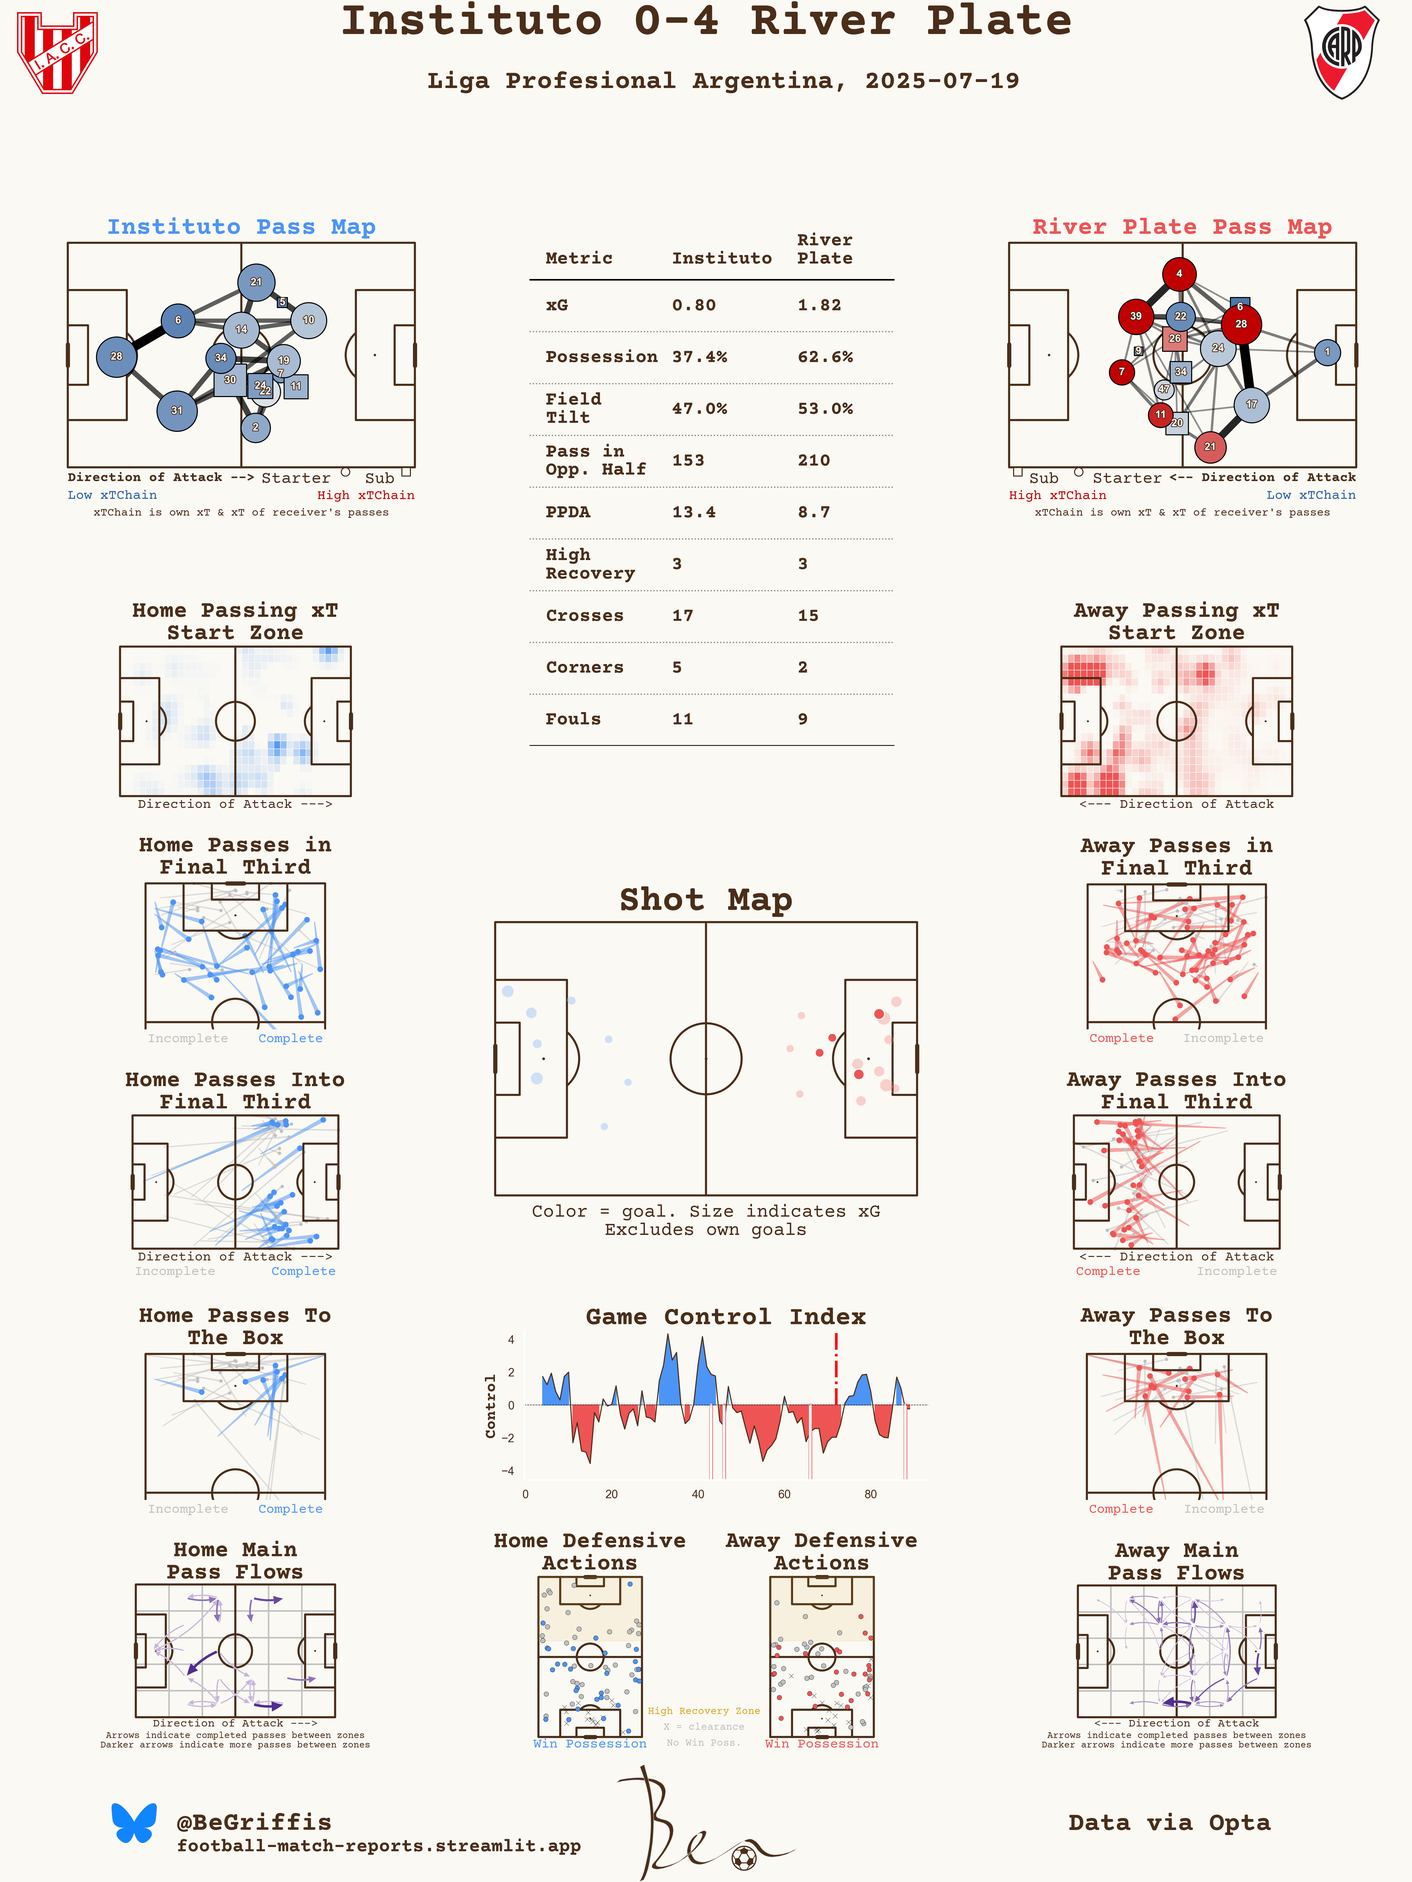 Instituto 0-4 River Plate
Liga Profesional Argentina, 2025-07-19
I. A. C. C.
CARP
Instituto Pass Map
21
5
6
10
14
28
34
19
7
30
24
22
11
31
2
Direction of Attack --> Starter Sub
Low xTChain High xTChain
xTChain is own xT & xT of receiver's passes
Metric Instituto River Plate
xG 0.80 1.82
Possession 37.4% 62.6%
Field Tilt 47.0% 53.0%
Pass in Opp. Half 153 210
PPDA 13.4 8.7
High Recovery 3 3
Crosses 17 15
Corners 5 2
Fouls 11 9
River Plate Pass Map
4
6
39
22
28
26
9
24
1
7
34
47
11
20
17
21
Sub Starter <-- Direction of Attack
High xTChain Low xTChain
xTChain is own xT & xT of receiver's passes
Home Passing xT
Start Zone
Direction of Attack --->
Away Passing xT
Start Zone
<--- Direction of Attack
Home Passes in
Final Third
Incomplete Complete
Away Passes in
Final Third
Complete Incomplete
Shot Map
Color = goal. Size indicates xG
Excludes own goals
Home Passes Into
Final Third
Direction of Attack --->
Incomplete Complete
Away Passes Into
Final Third
<--- Direction of Attack
Complete Incomplete
Home Passes To
The Box
Incomplete Complete
Game Control Index
Control
4
2
0
−2
−4
0 20 40 60 80
Away Passes To
The Box
Complete Incomplete
Home Main
Pass Flows
Direction of Attack --->
Arrows indicate completed passes between zones
Darker arrows indicate more passes between zones
Home Defensive
Actions
Win Possession
High Recovery Zone
X = clearance
No Win Poss.
Away Defensive
Actions
Win Possession
Away Main
Pass Flows
<--- Direction of Attack
Arrows indicate completed passes between zones
Darker arrows indicate more passes between zones
@BeGriffis
football-match-reports.streamlit.app
Ben
Data via Opta